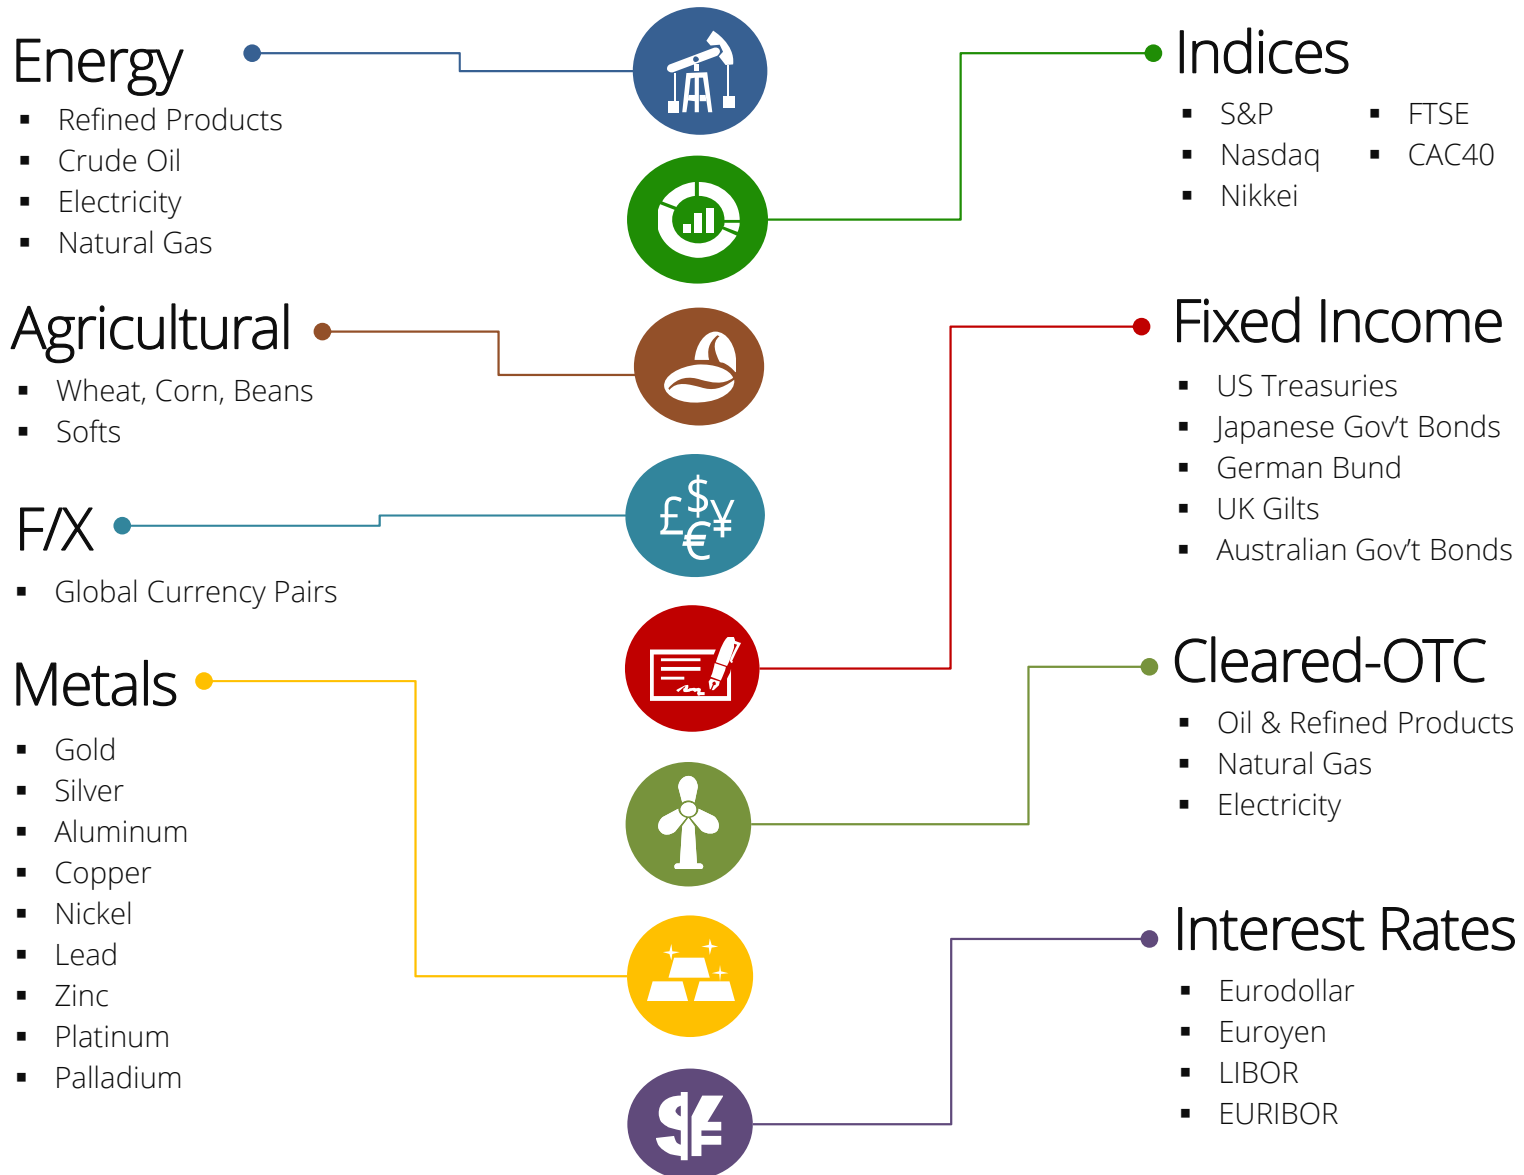 Energy
▪ Refined Products
▪ Crude Oil
▪ Electricity
▪ Natural Gas
Agricultural
▪ Wheat, Corn, Beans
▪ Softs
F/X
▪ Global Currency Pairs
Metals
▪ Gold
▪ Silver
▪ Aluminum
▪ Copper
▪ Nickel
▪ Lead
▪ Zinc
▪ Platinum
▪ Palladium
£$¥€
$¥
Indices
▪ S&P
▪ Nasdaq
▪ Nikkei
▪ FTSE
▪ CAC40
Fixed Income
▪ US Treasuries
▪ Japanese Gov’t Bonds
▪ German Bund
▪ UK Gilts
▪ Australian Gov’t Bonds
Cleared-OTC
▪ Oil & Refined Products
▪ Natural Gas
▪ Electricity
Interest Rates
▪ Eurodollar
▪ Euroyen
▪ LIBOR
▪ EURIBOR